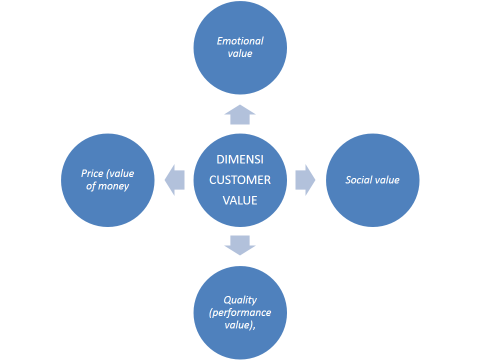 Emotional
value
Price (value
of money
DIMENSI
CUSTOMER
VALUE
Social value
Quality
(performance
value),